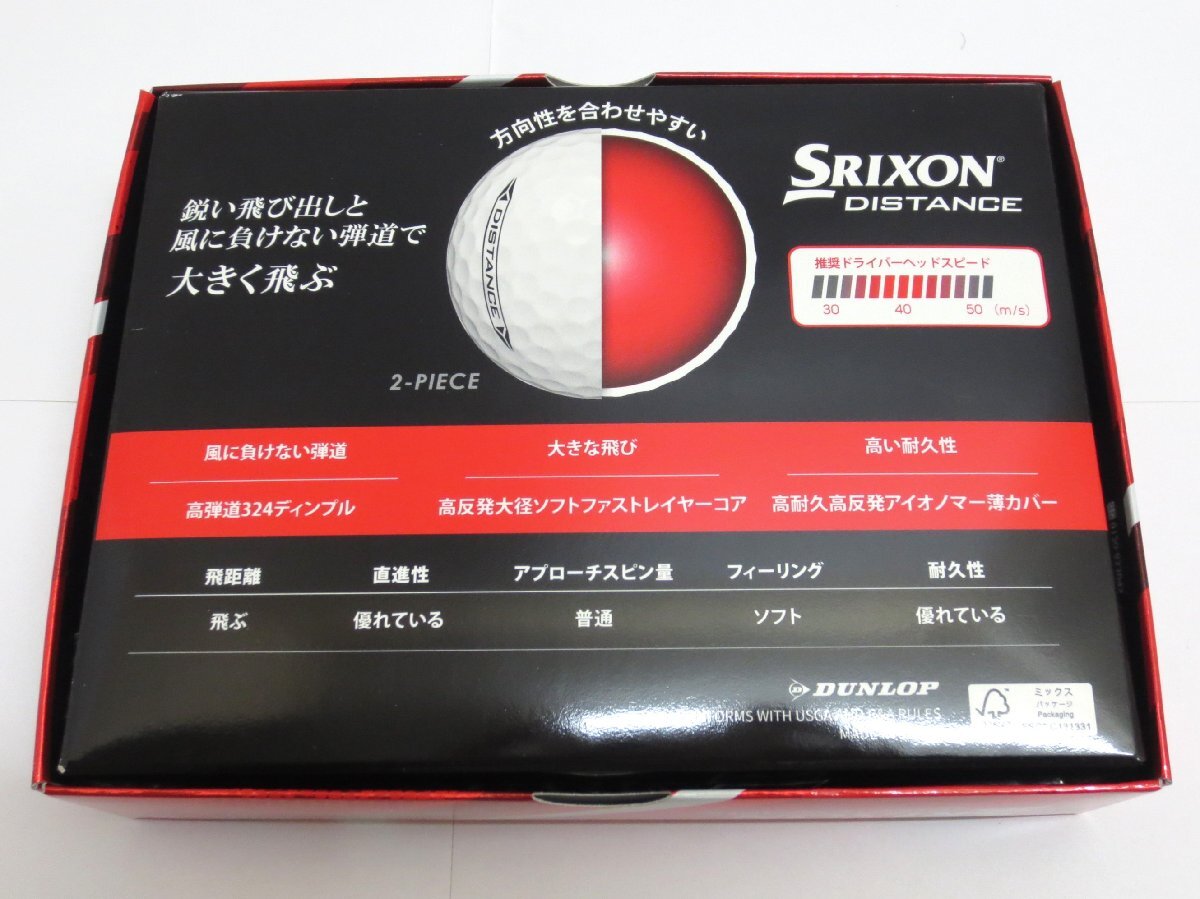 方向性を合わせやすい
鋭い飛び出しと
風に負けない弾道で
大きく飛ぶ
DISTANCE
2-PIECE
SRIXON®
DISTANCE
推奨ドライバーヘッドスピード
30 40 50 (m/s)
風に負けない弾道 大きな飛び 高い耐久性
高弾道324ディンプル 高反発大径ソフトファストレイヤーコア 高耐久高反発アイオノマー薄カバー
飛距離 直進性 アプローチスピン量 フィーリング 耐久性
飛ぶ 優れている 普通 ソフト 優れている
DUNLOP
WITH USGA AND R&A RULES
ミックス
パッケージ
Packaging